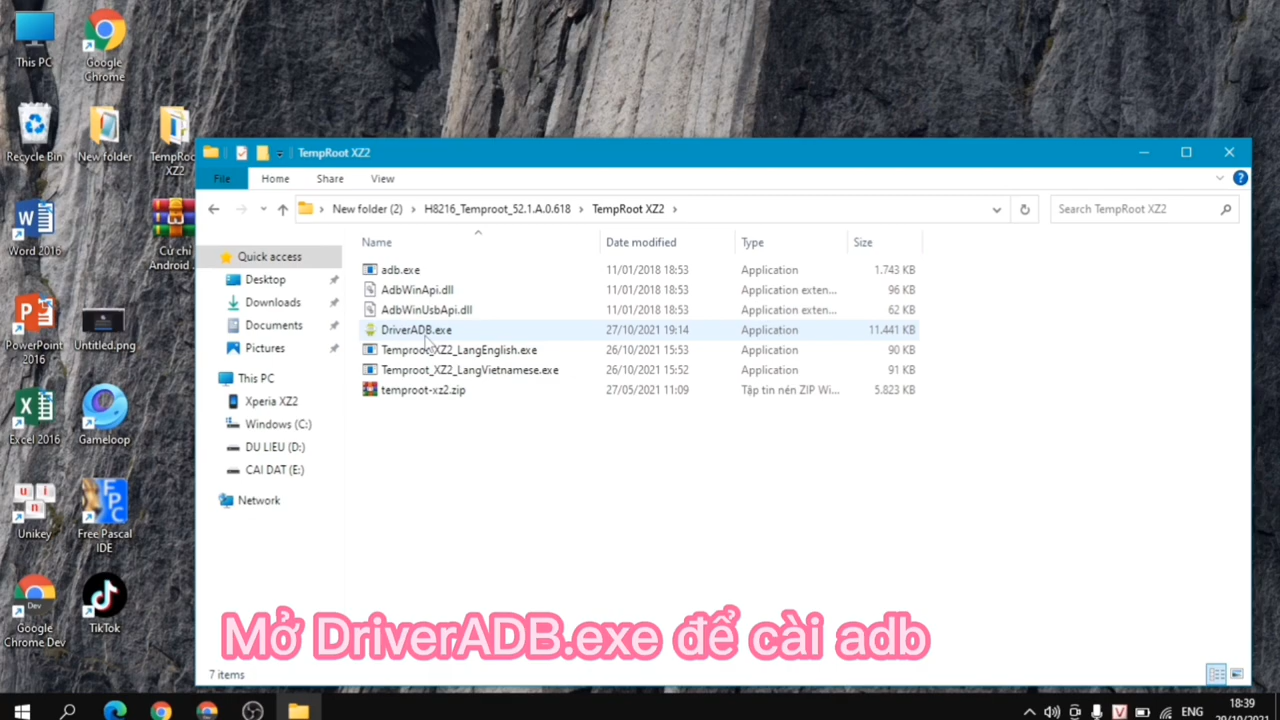 This PC
Google
Chrome
Recycle Bin
New folder
TempRoot
XZ2
Word 2016
Cử chỉ
Android ...
PowerPoint
2016
Untitled.png
Excel 2016
Gameloop
Unikey
Free Pascal
IDE
Dev
Google
Chrome Dev
TikTok
TempRoot XZ2
File
Home
Share
View
New folder (2) › H8216_Temproot_52.1.A.0.618 › TempRoot XZ2 ›
Search TempRoot XZ2
Name
Date modified
Type
Size
adb.exe 11/01/2018 18:53 Application 1.743 KB
AdbWinApi.dll 11/01/2018 18:53 Application exten... 96 KB
AdbWinUsbApi.dll 11/01/2018 18:53 Application exten... 62 KB
DriverADB.exe 27/10/2021 19:14 Application 11.441 KB
Temproot_XZ2_LangEnglish.exe 26/10/2021 15:53 Application 90 KB
Temproot_XZ2_LangVietnamese.exe 26/10/2021 15:52 Application 91 KB
temproot-xz2.zip 27/05/2021 11:09 Tập tin nén ZIP Wi... 5.823 KB
Quick access
Desktop
Downloads
Documents
Pictures
This PC
Xperia XZ2
Windows (C:)
DU LIEU (D:)
CAI DAT (E:)
Network
Mở DriverADB.exe để cài adb
7 items
ENG
18:39